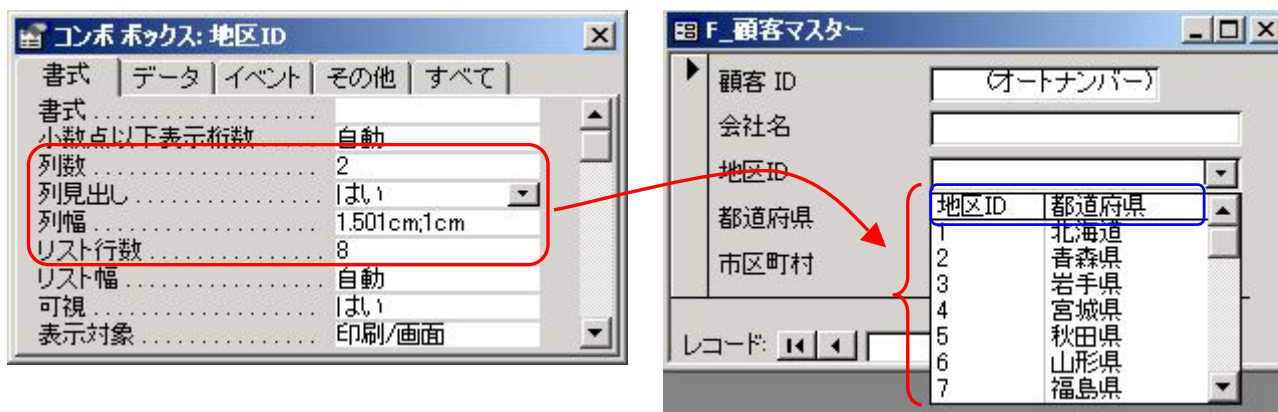 コンボ ボックス: 地区ID
書式 データ イベント その他 すべて
書式
小数点以下表示桁数 自動
列数 2
列見出し はい
列幅 1.501cm;1cm
リスト行数 8
リスト幅 自動
可視 はい
表示対象 印刷/画面
F_顧客マスター
顧客 ID (オートナンバー)
会社名
地区ID
地区ID 都道府県
都道府県
市区町村
1 北海道
2 青森県
3 岩手県
4 宮城県
5 秋田県
6 山形県
7 福島県
レコード: